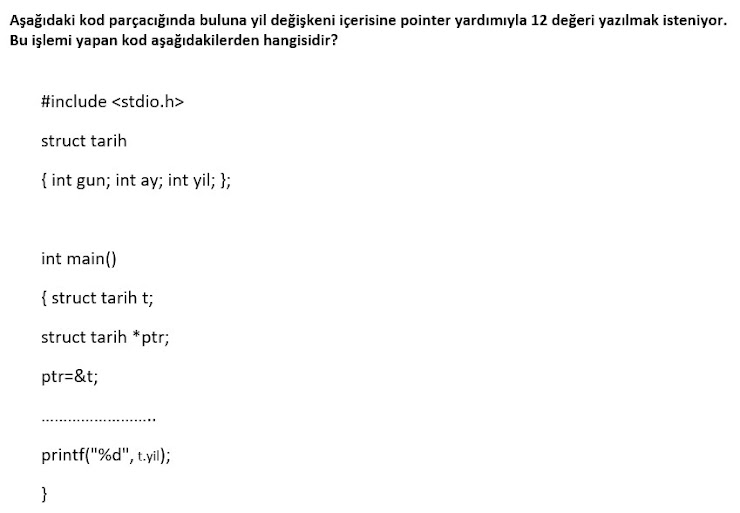 Aşağıdaki kod parçacığında buluna yil değişkeni içerisine pointer yardımıyla 12 değeri yazılmak isteniyor.
Bu işlemi yapan kod aşağıdakilerden hangisidir?
#include <stdio.h>
struct tarih
{ int gun; int ay; int yil; };
int main()
{ struct tarih t;
struct tarih *ptr;
ptr=&t;
……………………..
printf("%d", t.yil);
}